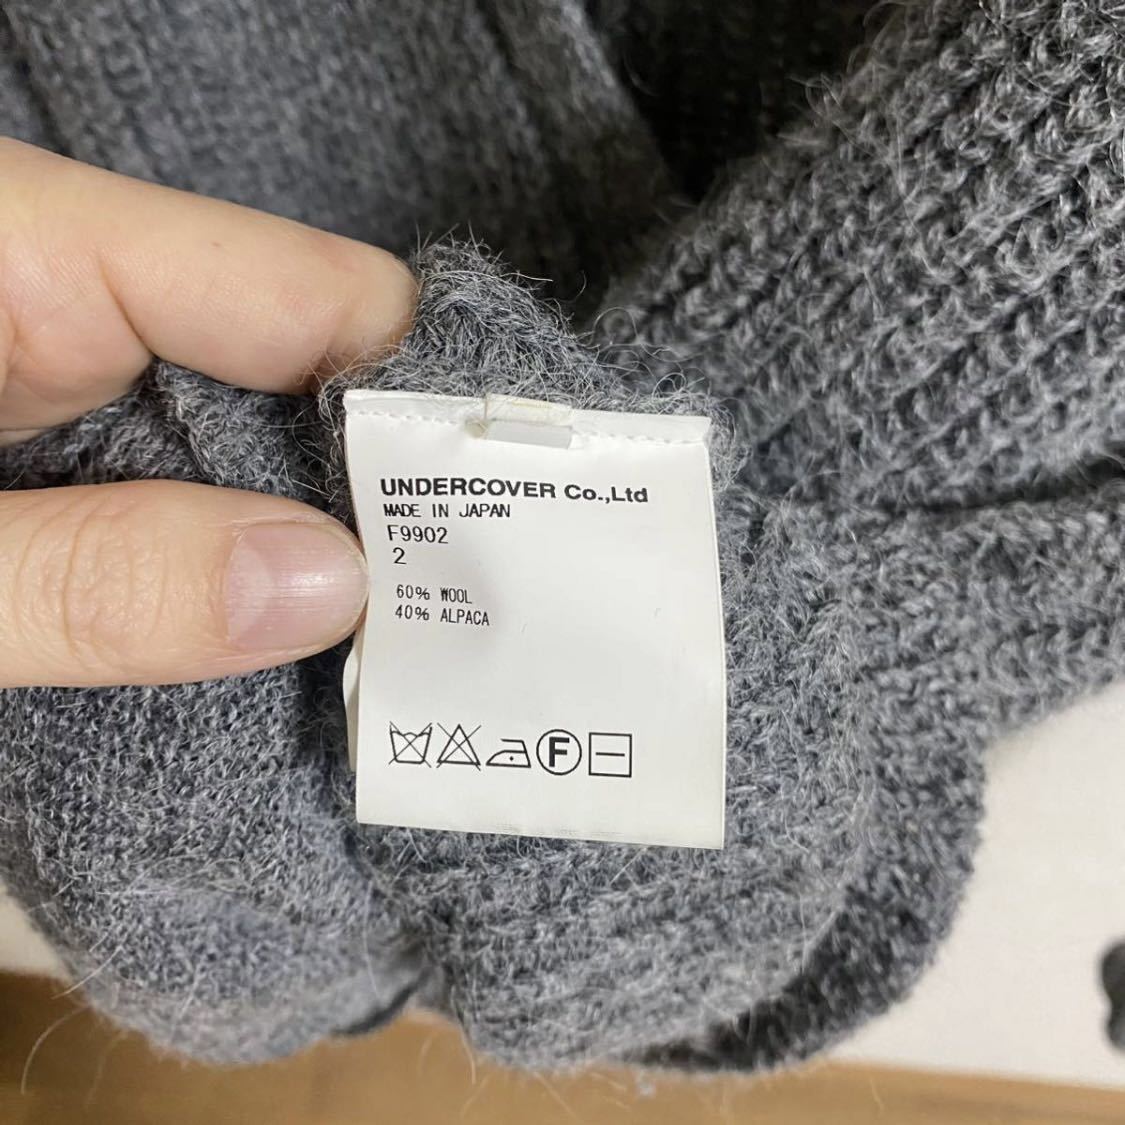 UNDERCOVER Co.,Ltd
MADE IN JAPAN
F9902
2
60% WOOL
40% ALPACA
F